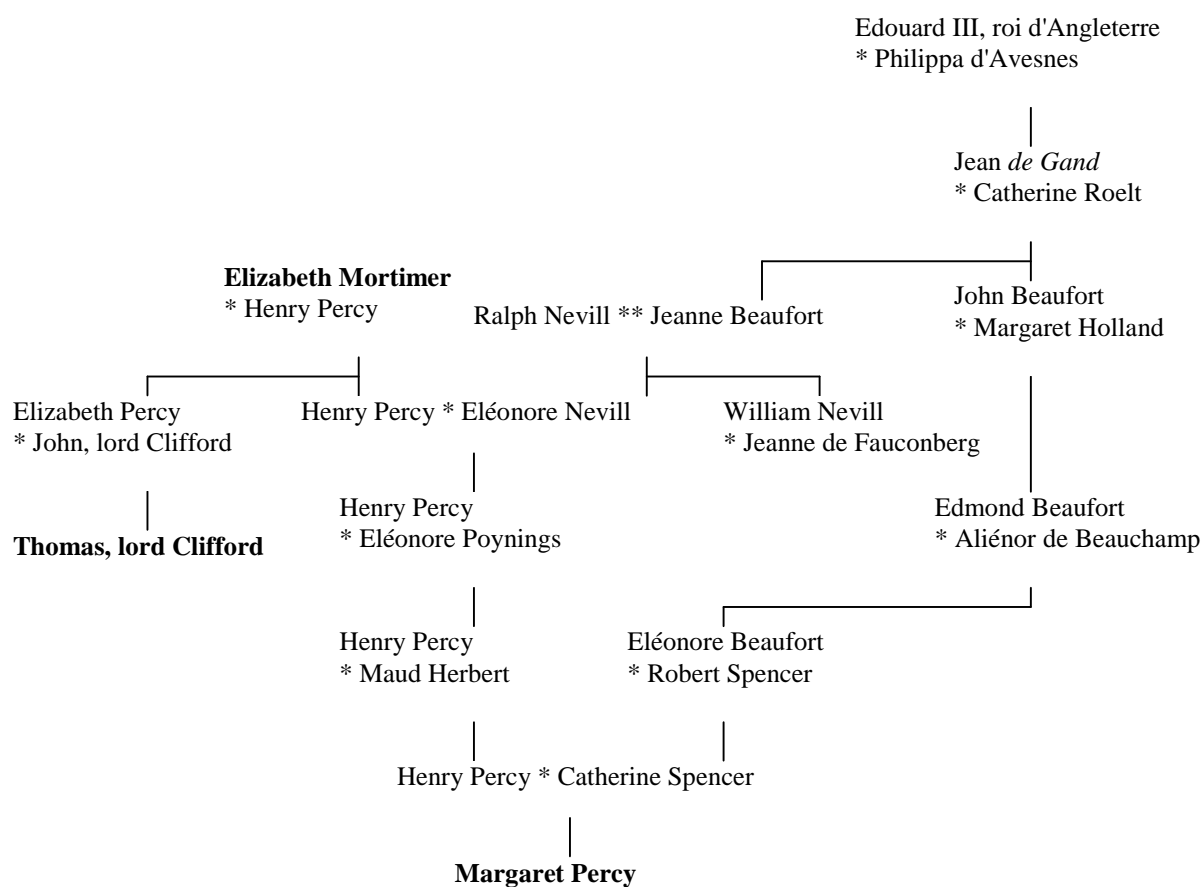 Edouard III, roi d'Angleterre
* Philippa d'Avesnes
Jean de Gand
* Catherine Roelt
Elizabeth Mortimer
* Henry Percy
Ralph Nevill ** Jeanne Beaufort
John Beaufort
* Margaret Holland
Elizabeth Percy
* John, lord Clifford
Henry Percy * Eléonore Nevill
William Nevill
* Jeanne de Fauconberg
Thomas, lord Clifford
Henry Percy
* Eléonore Poynings
Edmond Beaufort
* Aliénor de Beauchamp
Henry Percy
* Maud Herbert
Eléonore Beaufort
* Robert Spencer
Henry Percy * Catherine Spencer
Margaret Percy